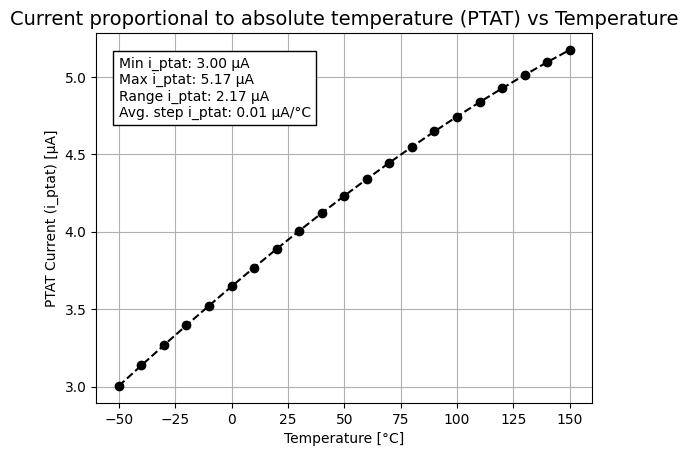 Current proportional to absolute temperature (PTAT) vs Temperature
Min i_ptat: 3.00 μA
Max i_ptat: 5.17 μA
Range i_ptat: 2.17 μA
Avg. step i_ptat: 0.01 μA/°C
PTAT Current (i_ptat) [μA]
5.0
4.5
4.0
3.5
3.0
−50 −25 0 25 50 75 100 125 150
Temperature [°C]